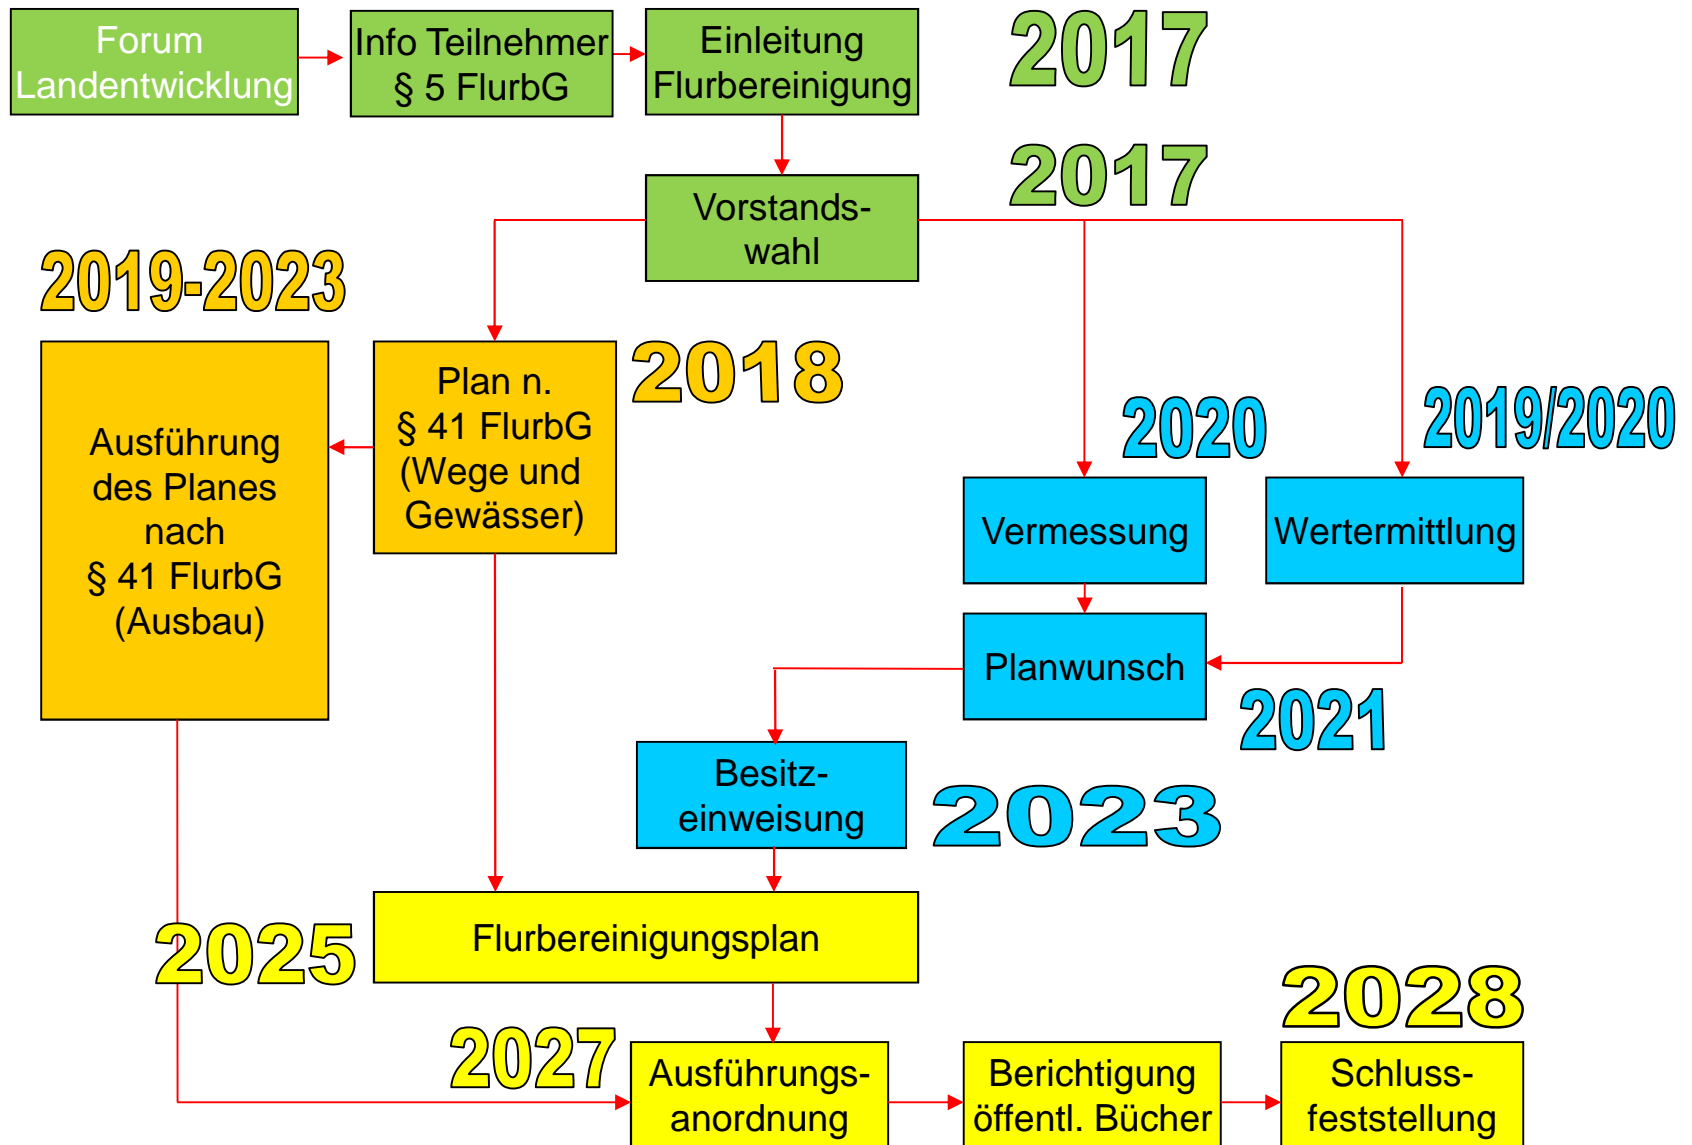 Forum
Landentwicklung
Info Teilnehmer
§ 5 FlurbG
Einleitung
Flurbereinigung
2017
2017
Vorstands-
wahl
2019-2023
Ausführung
des Planes
nach
§ 41 FlurbG
(Ausbau)
Plan n.
§ 41 FlurbG
(Wege und
Gewässer)
2018
2020
2019/2020
Vermessung
Wertermittlung
Planwunsch
2021
Besitz-
einweisung
2023
Flurbereinigungsplan
2025
2027
Ausführungs-
anordnung
Berichtigung
öffentl. Bücher
2028
Schluss-
feststellung